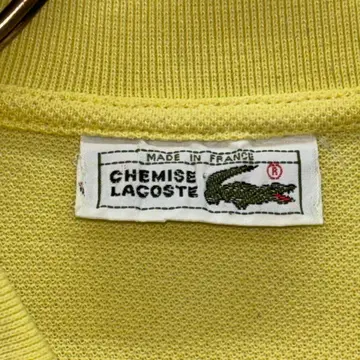 MADE IN FRANCE
CHEMISE
LACOSTE
®